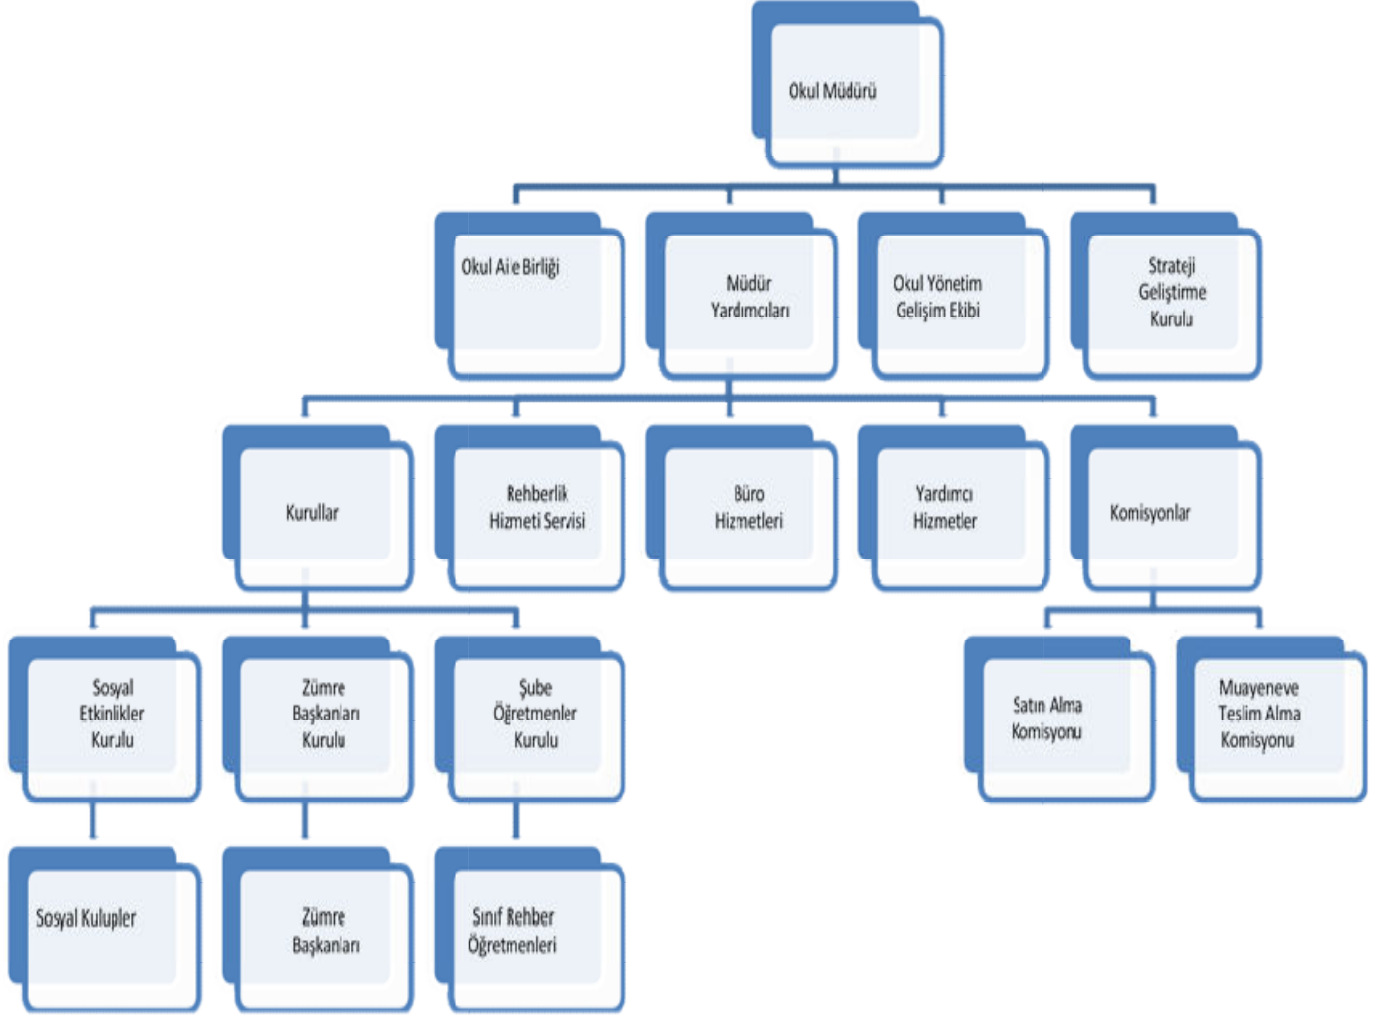 Okul Müdürü
Okul Aile Birliği
Müdür
Yardımcıları
Okul Yönetim
Gelişim Ekibi
Strateji
Geliştirme
Kurulu
Kurullar
Rehberlik
Hizmeti Servisi
Büro
Hizmetleri
Yardımcı
Hizmetler
Komisyonlar
Sosyal
Etkinlikler
Kurulu
Zümre
Başkanları
Kurulu
Şube
Öğretmenler
Kurulu
Satın Alma
Komisyonu
Muayeneve
Teslim Alma
Komisyonu
Sosyal Kulupler
Zümre
Başkanları
Sınıf Rehber
Öğretmenleri